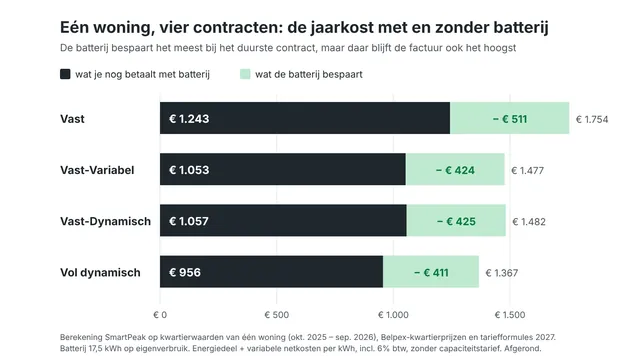 Eén woning, vier contracten: de jaarkost met en zonder batterij
De batterij bespaart het meest bij het duurste contract, maar daar blijft de factuur ook het hoogst
wat je nog betaalt met batterij
wat de batterij bespaart
Vast
€ 1.243
− € 511
€ 1.754
Vast-Variabel
€ 1.053
− € 424
€ 1.477
Vast-Dynamisch
€ 1.057
− € 425
€ 1.482
Vol dynamisch
€ 956
− € 411
€ 1.367
€ 0
€ 500
€ 1.000
€ 1.500
Berekening SmartPeak op kwartierwaarden van één woning (okt. 2025 – sep. 2026), Belpex-kwartierprijzen en tariefformules 2027.
Batterij 17,5 kWh op eigenverbruik. Energiedeel + variabele netkosten per kWh, incl. 6% btw, zonder capaciteitstarief. Afgerond.